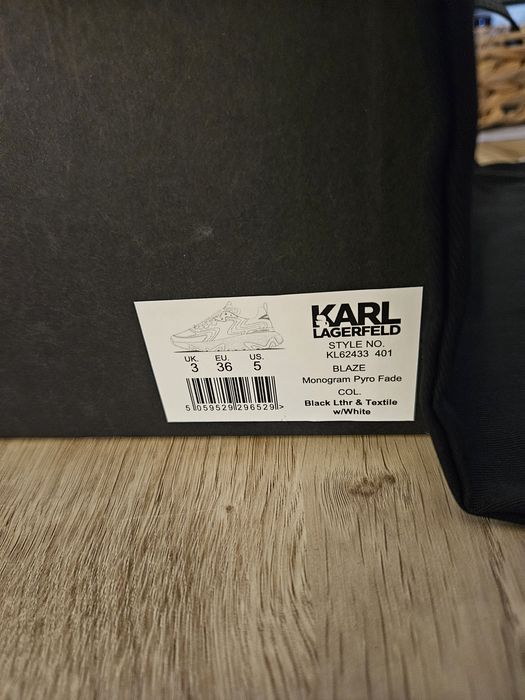 KARL
LAGERFELD
STYLE NO.
KL62433 401
BLAZE
Monogram Pyro Fade
COL.
Black Lthr & Textile
w/White
UK. EU. US.
3 36 5
5 059529 296529 >